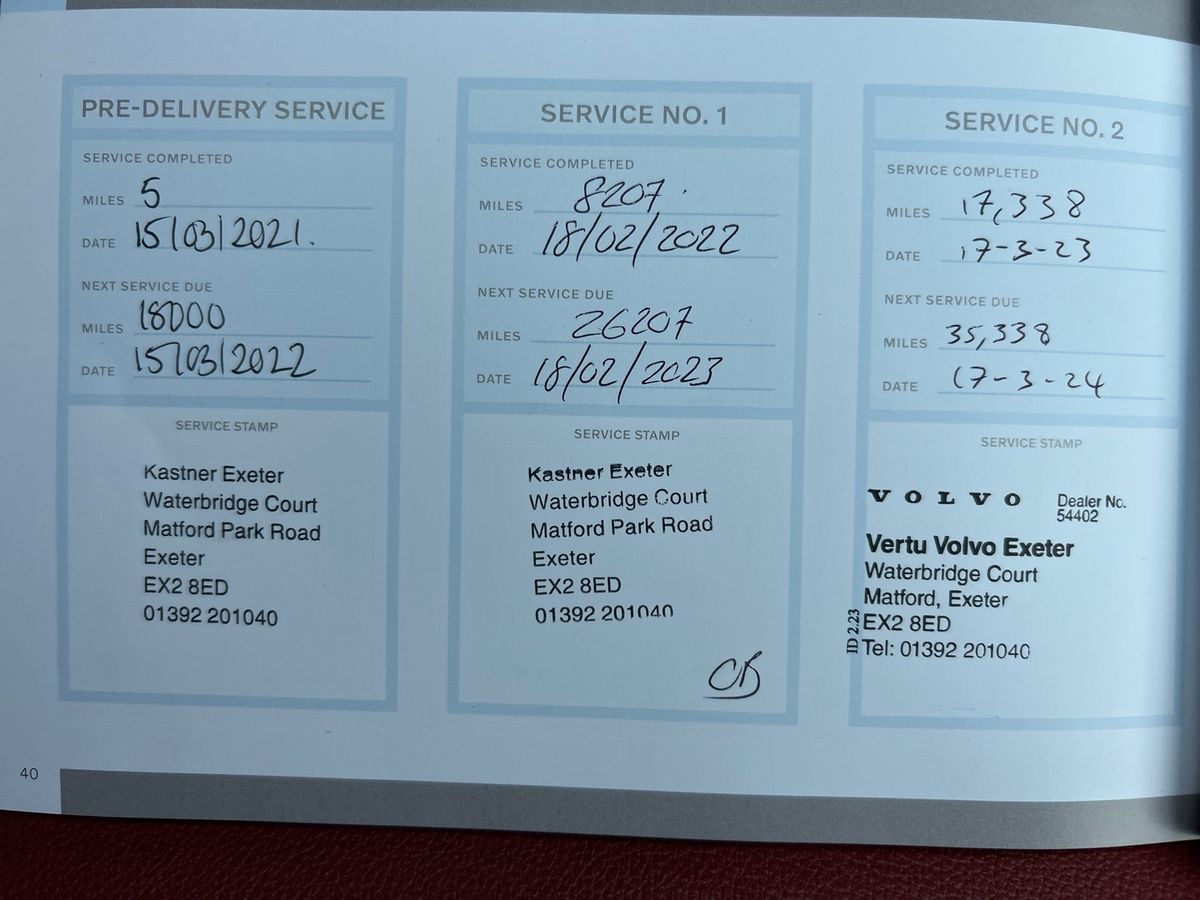 PRE-DELIVERY SERVICE
SERVICE COMPLETED
MILES 5
DATE 15/03/2021.
NEXT SERVICE DUE
MILES 18000
DATE 15/03/2022
SERVICE STAMP
Kastner Exeter
Waterbridge Court
Matford Park Road
Exeter
EX2 8ED
01392 201040
SERVICE NO. 1
SERVICE COMPLETED
MILES 8207.
DATE 18/02/2022
NEXT SERVICE DUE
MILES 26207
DATE 18/02/2023
SERVICE STAMP
Kastner Exeter
Waterbridge Court
Matford Park Road
Exeter
EX2 8ED
01392 201040
SERVICE NO. 2
SERVICE COMPLETED
MILES 17,338
DATE 17-3-23
NEXT SERVICE DUE
MILES 35,338
DATE 17-3-24
SERVICE STAMP
VOLVO
Dealer No.
54402
Vertu Volvo Exeter
Waterbridge Court
Matford, Exeter
EX2 8ED
Tel: 01392 201040
ID 2.23
40